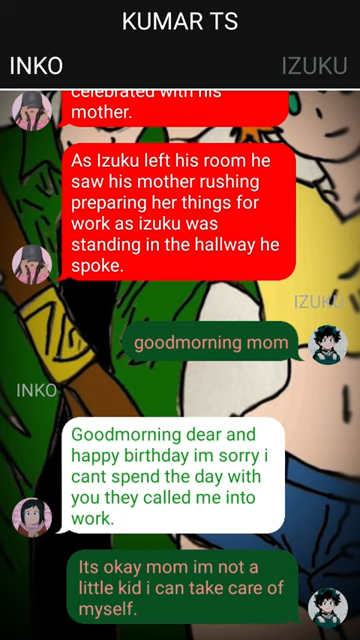 KUMAR TS
INKO
IZUKU
celebrated with his
mother.
As Izuku left his room he
saw his mother rushing
preparing her things for
work as izuku was
standing in the hallway he
spoke.
IZUKU
goodmorning mom
INKO
Goodmorning dear and
happy birthday im sorry i
cant spend the day with
you they called me into
work.
Its okay mom im not a
little kid i can take care of
myself.